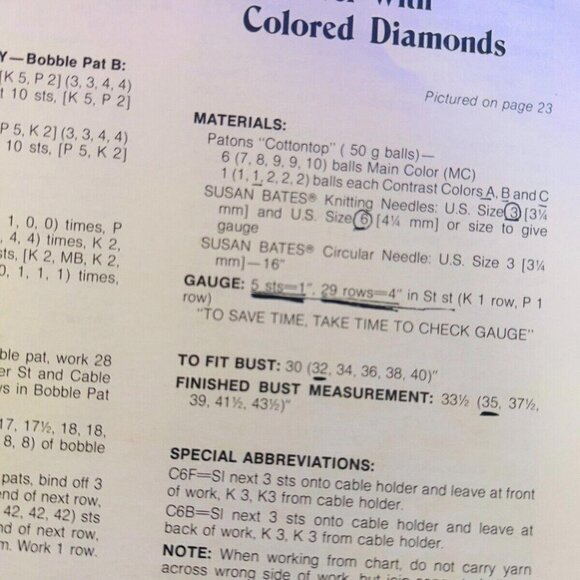 with
Colored Diamonds
Pictured on page 23
—Bobble Pat B:
[K 5, P 2] (3, 3, 4, 4)
10 sts, [K 5, P 2]
P 5, K 2] (3, 3, 4, 4)
10 sts, [P 5, K 2]
1, 0, 0) times, P
4, 4) times, K 2,
[K 2, MB, K 2,
0, 1, 1, 1) times,
pat, work 28
St and Cable
in Bobble Pat
17, 17½, 18, 18,
8, 8) of bobble
pats, bind off 3
end of next row,
42, 42, 42) sts
of next row,
Work 1 row.
MATERIALS:
Patons "Cottontop" ( 50 g balls)—
6 (7, 8, 9, 9, 10) balls Main Color (MC)
1 (1, 1, 2, 2, 2) balls each Contrast Colors A, B and C
SUSAN BATES® Knitting Needles: U.S. Size 3 [3¼
mm] and U.S. Size 6 [4¼ mm] or size to give
gauge
SUSAN BATES® Circular Needle: U.S. Size 3 [3¼
mm]—16"
GAUGE: 5 sts=1", 29 rows=4" in St st (K 1 row, P 1
row)
"TO SAVE TIME, TAKE TIME TO CHECK GAUGE"
TO FIT BUST: 30 (32, 34, 36, 38, 40)"
FINISHED BUST MEASUREMENT: 33½ (35, 37½,
39, 41½, 43½)"
SPECIAL ABBREVIATIONS:
C6F=Sl next 3 sts onto cable holder and leave at front
of work, K 3, K3 from cable holder.
C6B=Sl next 3 sts onto cable holder and leave at
back of work, K 3, K 3 from cable holder.
NOTE: When working from chart, do not carry yarn
across wrong side of work, but